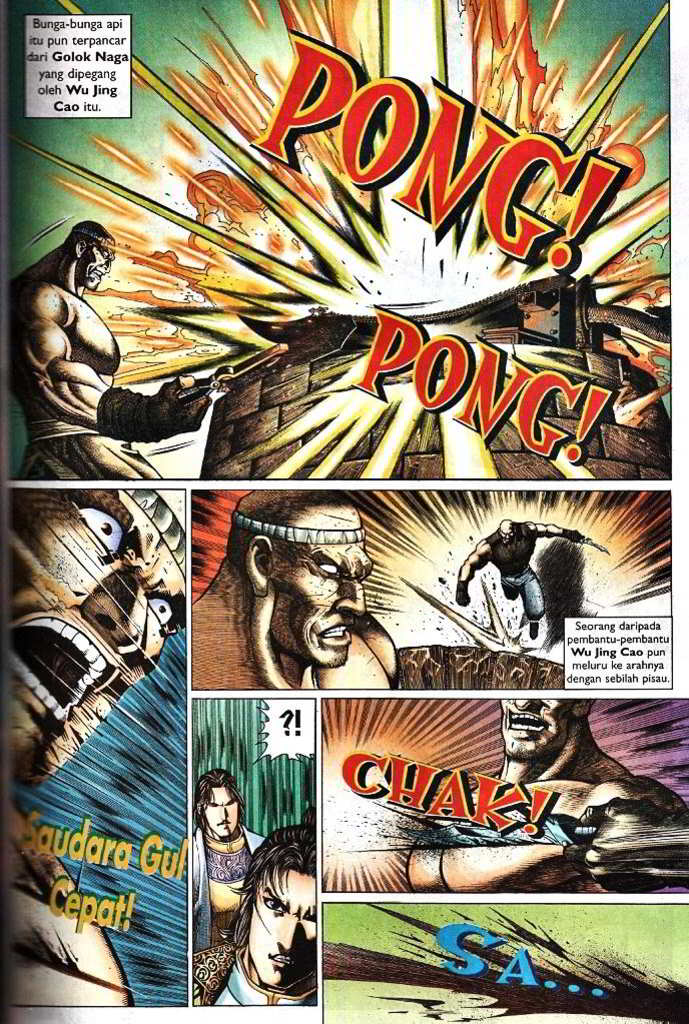 Bunga-bunga api
itu pun terpancar
dari Golok Naga
yang dipegang
oleh Wu Jing
Cao itu.
PONG!
PONG!
Seorang daripada
pembantu-pembantu
Wu Jing Cao pun
meluru ke arahnya
dengan sebilah pisau.
Saudara Gul
Cepat!
?!
CHAK!
SA...